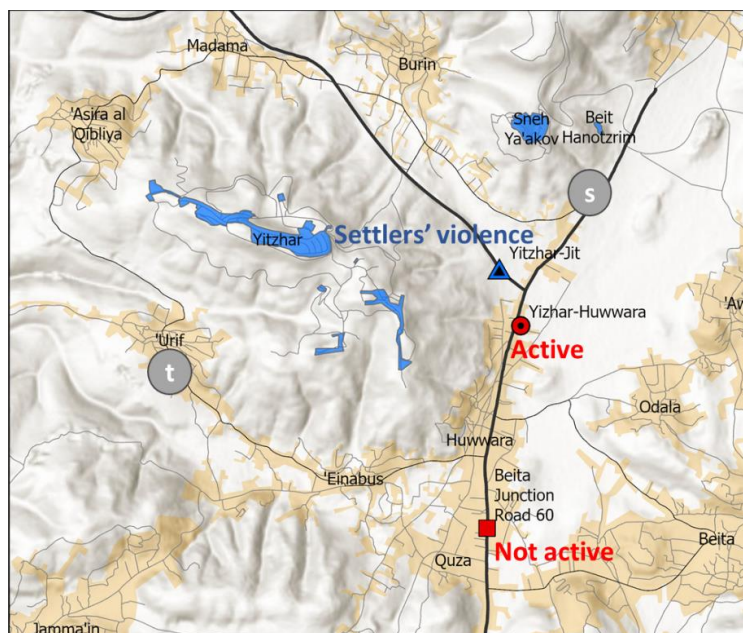 Madama
Burin
'Asira al
Qibliya
Sneh
Ya'akov
Beit
Hanotzrim
s
Yitzhar
Settlers' violence
Yitzhar-Jit
Yizhar-Huwwara
Active
'Urif
t
Odala
Huwwara
'Einabus
Beita
Junction
Road 60
Not active
Quza
Beita
Jamma'in